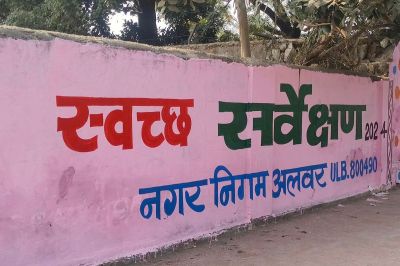 स्वच्छ सर्वेक्षण 2024
नगर निगम अलवर ULB.800490